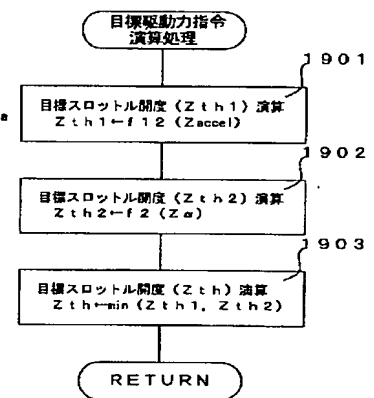 目標駆動力指令
演算処理
1901
目標スロットル開度(Zth1)演算
Zth1←f12(Zaccel)
1902
目標スロットル開度(Zth2)演算
Zth2←f2(Zα)
1903
目標スロットル開度(Zth)演算
Zth←min(Zth1, Zth2)
RETURN